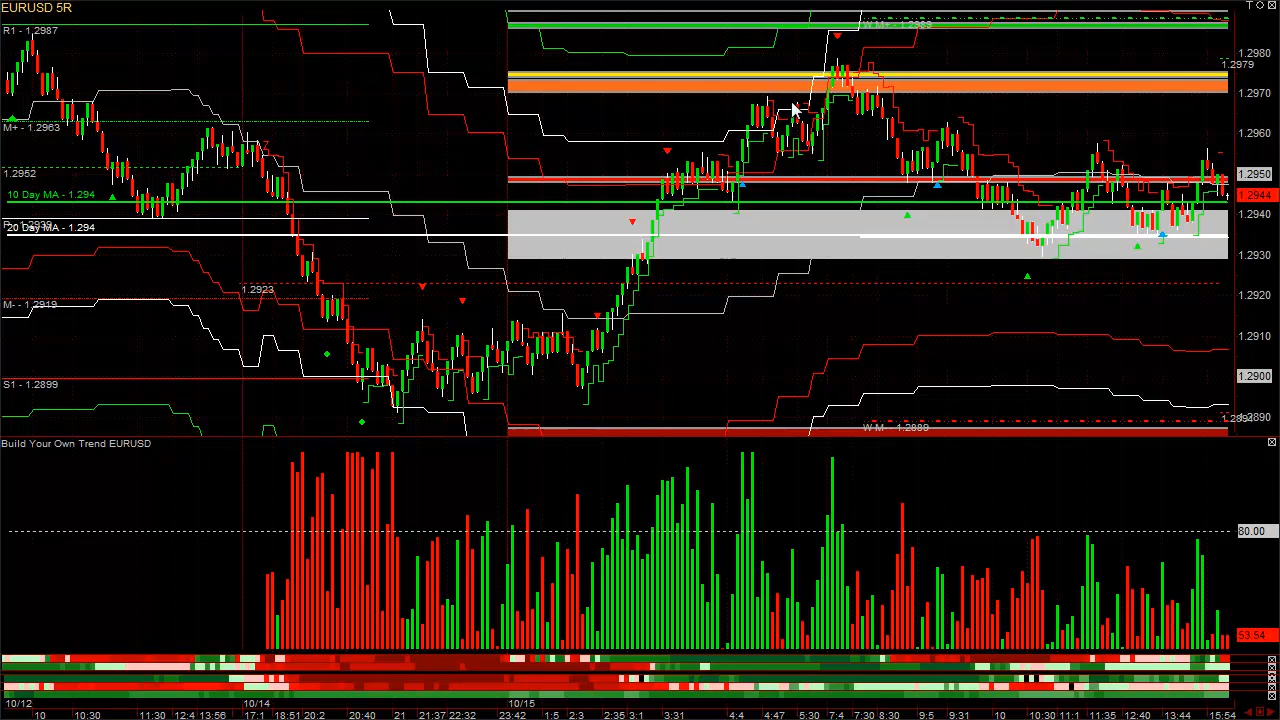 EURUSD 5R
R1 - 1.2987
W M+ - 1.2989
1.2980
1.2979
1.2970
M+ - 1.2963
1.2960
1.2952
1.2950
10 Day MA - 1.294
1.2944
1.2940
20 Day MA - 1.294
1.2930
1.2923
1.2920
M- - 1.2919
1.2910
S1 - 1.2899
1.2900
W M- - 1.2889
1.2890
Build Your Own Trend EURUSD
80.00
53.54
10/12 10/14 10/15
10 10:30 11:30 12:4 13:56 17:1 18:51 20:2 20:40 21 21:37 22:32 23:42 1:5 2:3 2:35 3:1 3:31 4:4 4:47 5:30 7:4 7:30 8:30 9:5 9:31 10 10:30 11:1 11:35 12:40 13:44 15:54